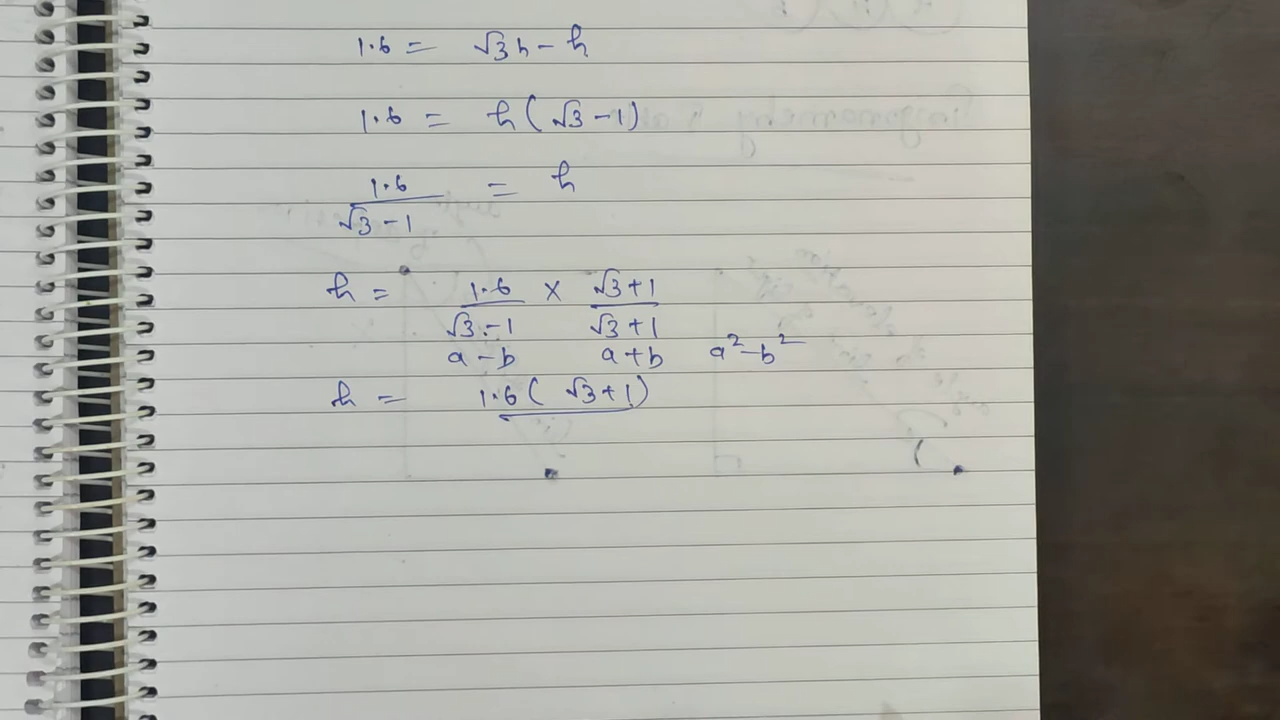 1.6 = √3h - h
1.6 = h(√3-1)
1.6 = h
√3-1
h = 1.6 × √3+1
√3-1 √3+1
a-b a+b a²-b²
h = 1.6(√3+1)